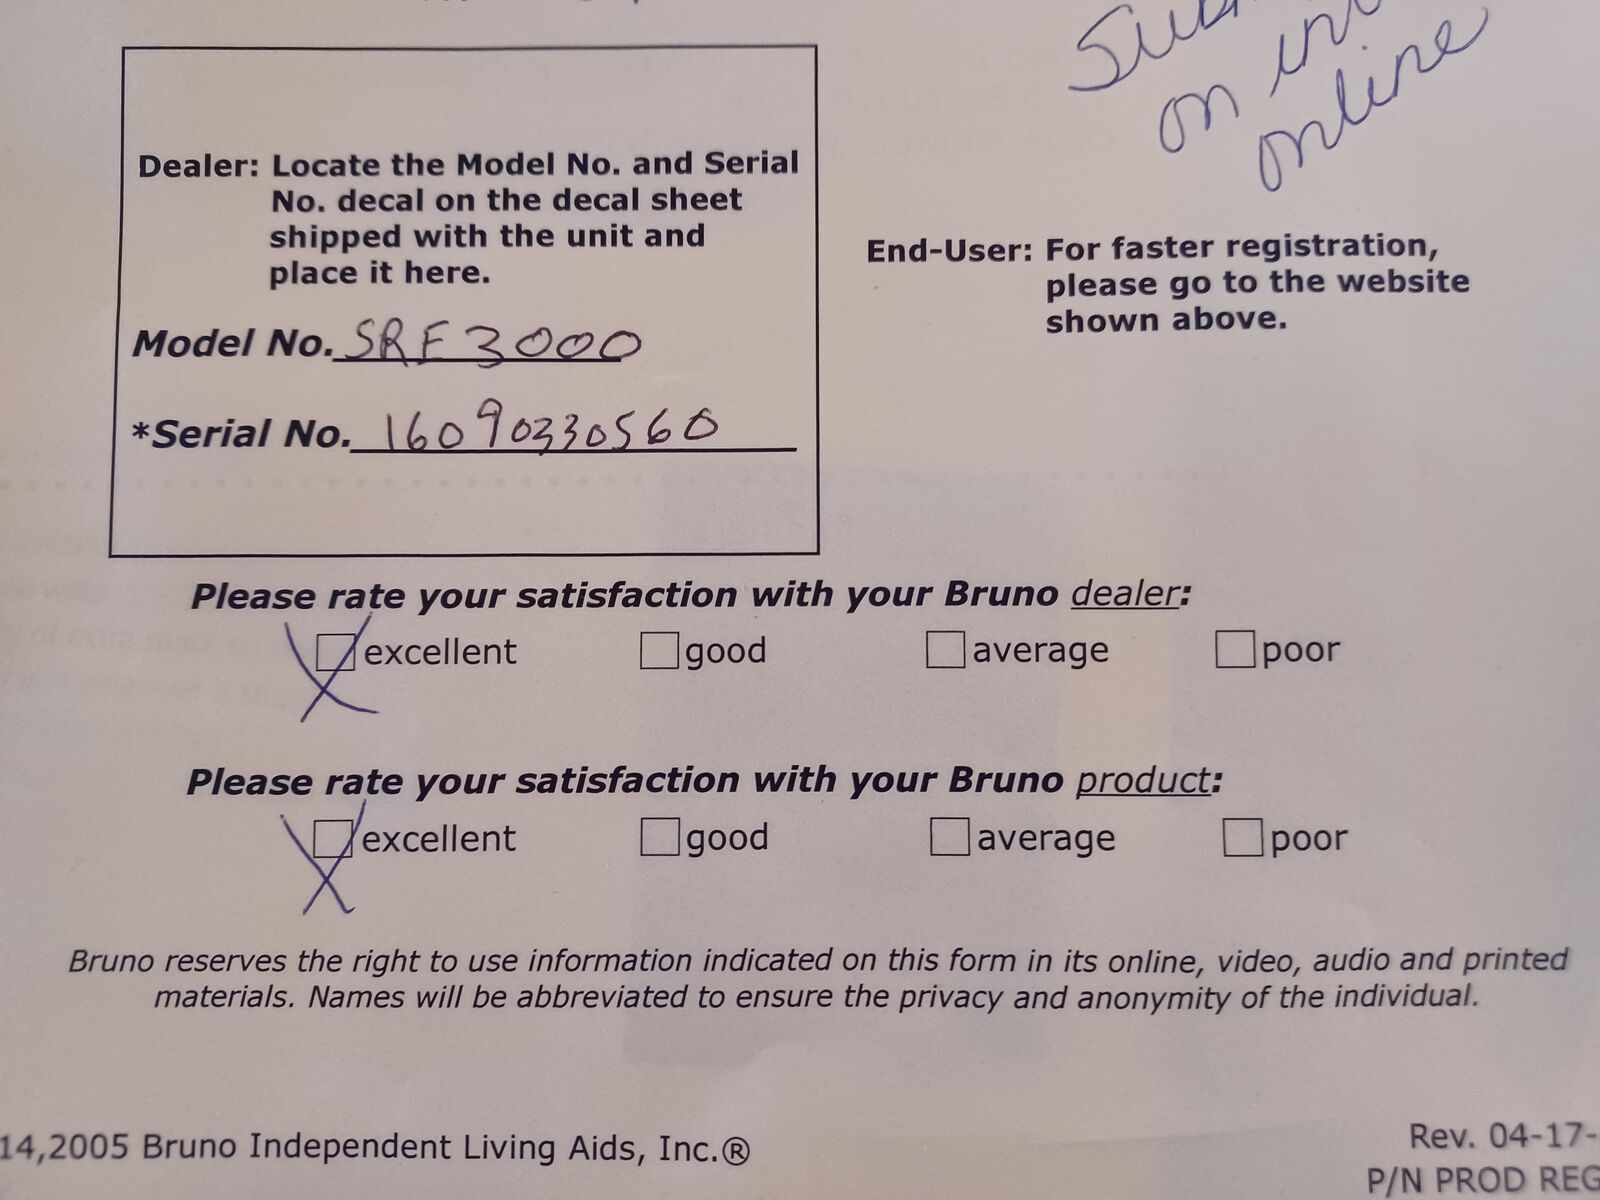 on
online
Dealer: Locate the Model No. and Serial
No. decal on the decal sheet
shipped with the unit and
place it here.
Model No. SRE3000
*Serial No. 16090330560
End-User: For faster registration,
please go to the website
shown above.
Please rate your satisfaction with your Bruno dealer:
excellent good average poor
Please rate your satisfaction with your Bruno product:
excellent good average poor
Bruno reserves the right to use information indicated on this form in its online, video, audio and printed
materials. Names will be abbreviated to ensure the privacy and anonymity of the individual.
14,2005 Bruno Independent Living Aids, Inc.®
Rev. 04-17-
P/N PROD REG